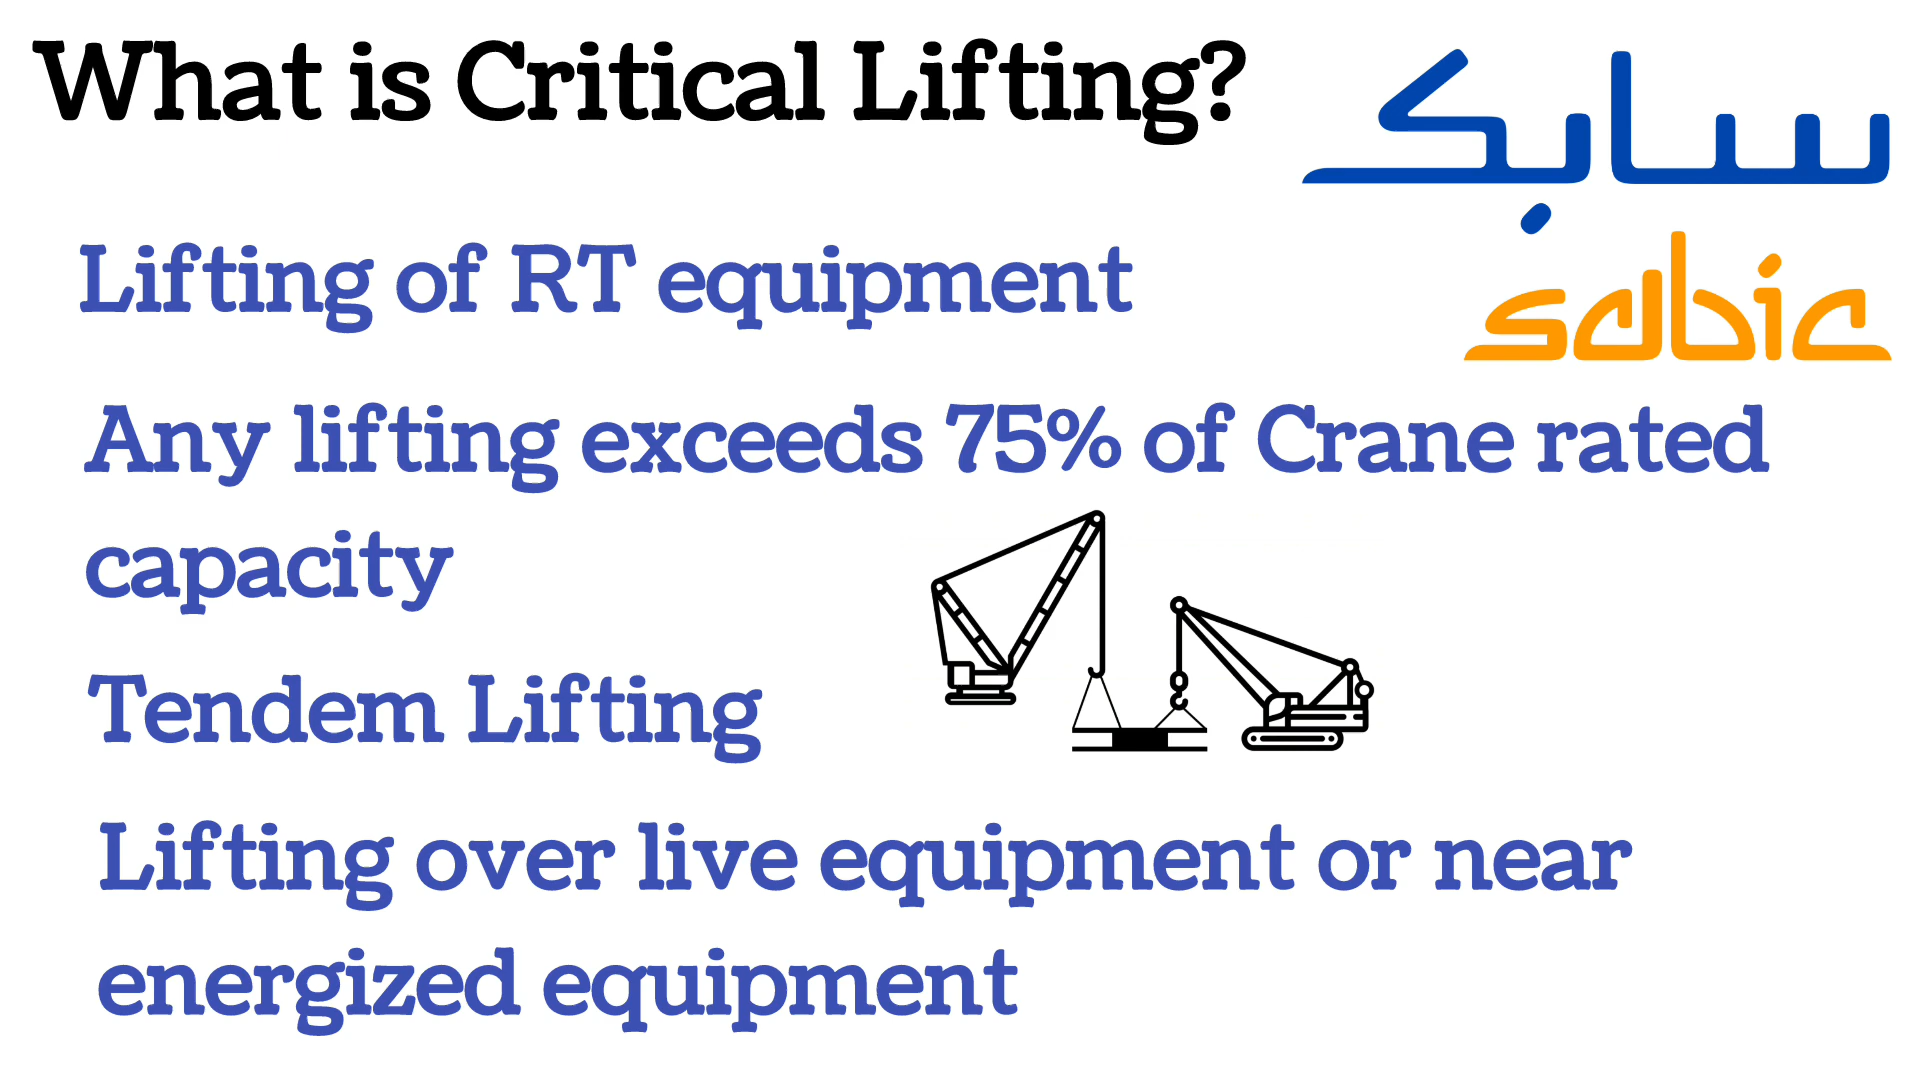 What is Critical Lifting?
سابك
sabic
Lifting of RT equipment
Any lifting exceeds 75% of Crane rated
capacity
Tendem Lifting
Lifting over live equipment or near
energized equipment